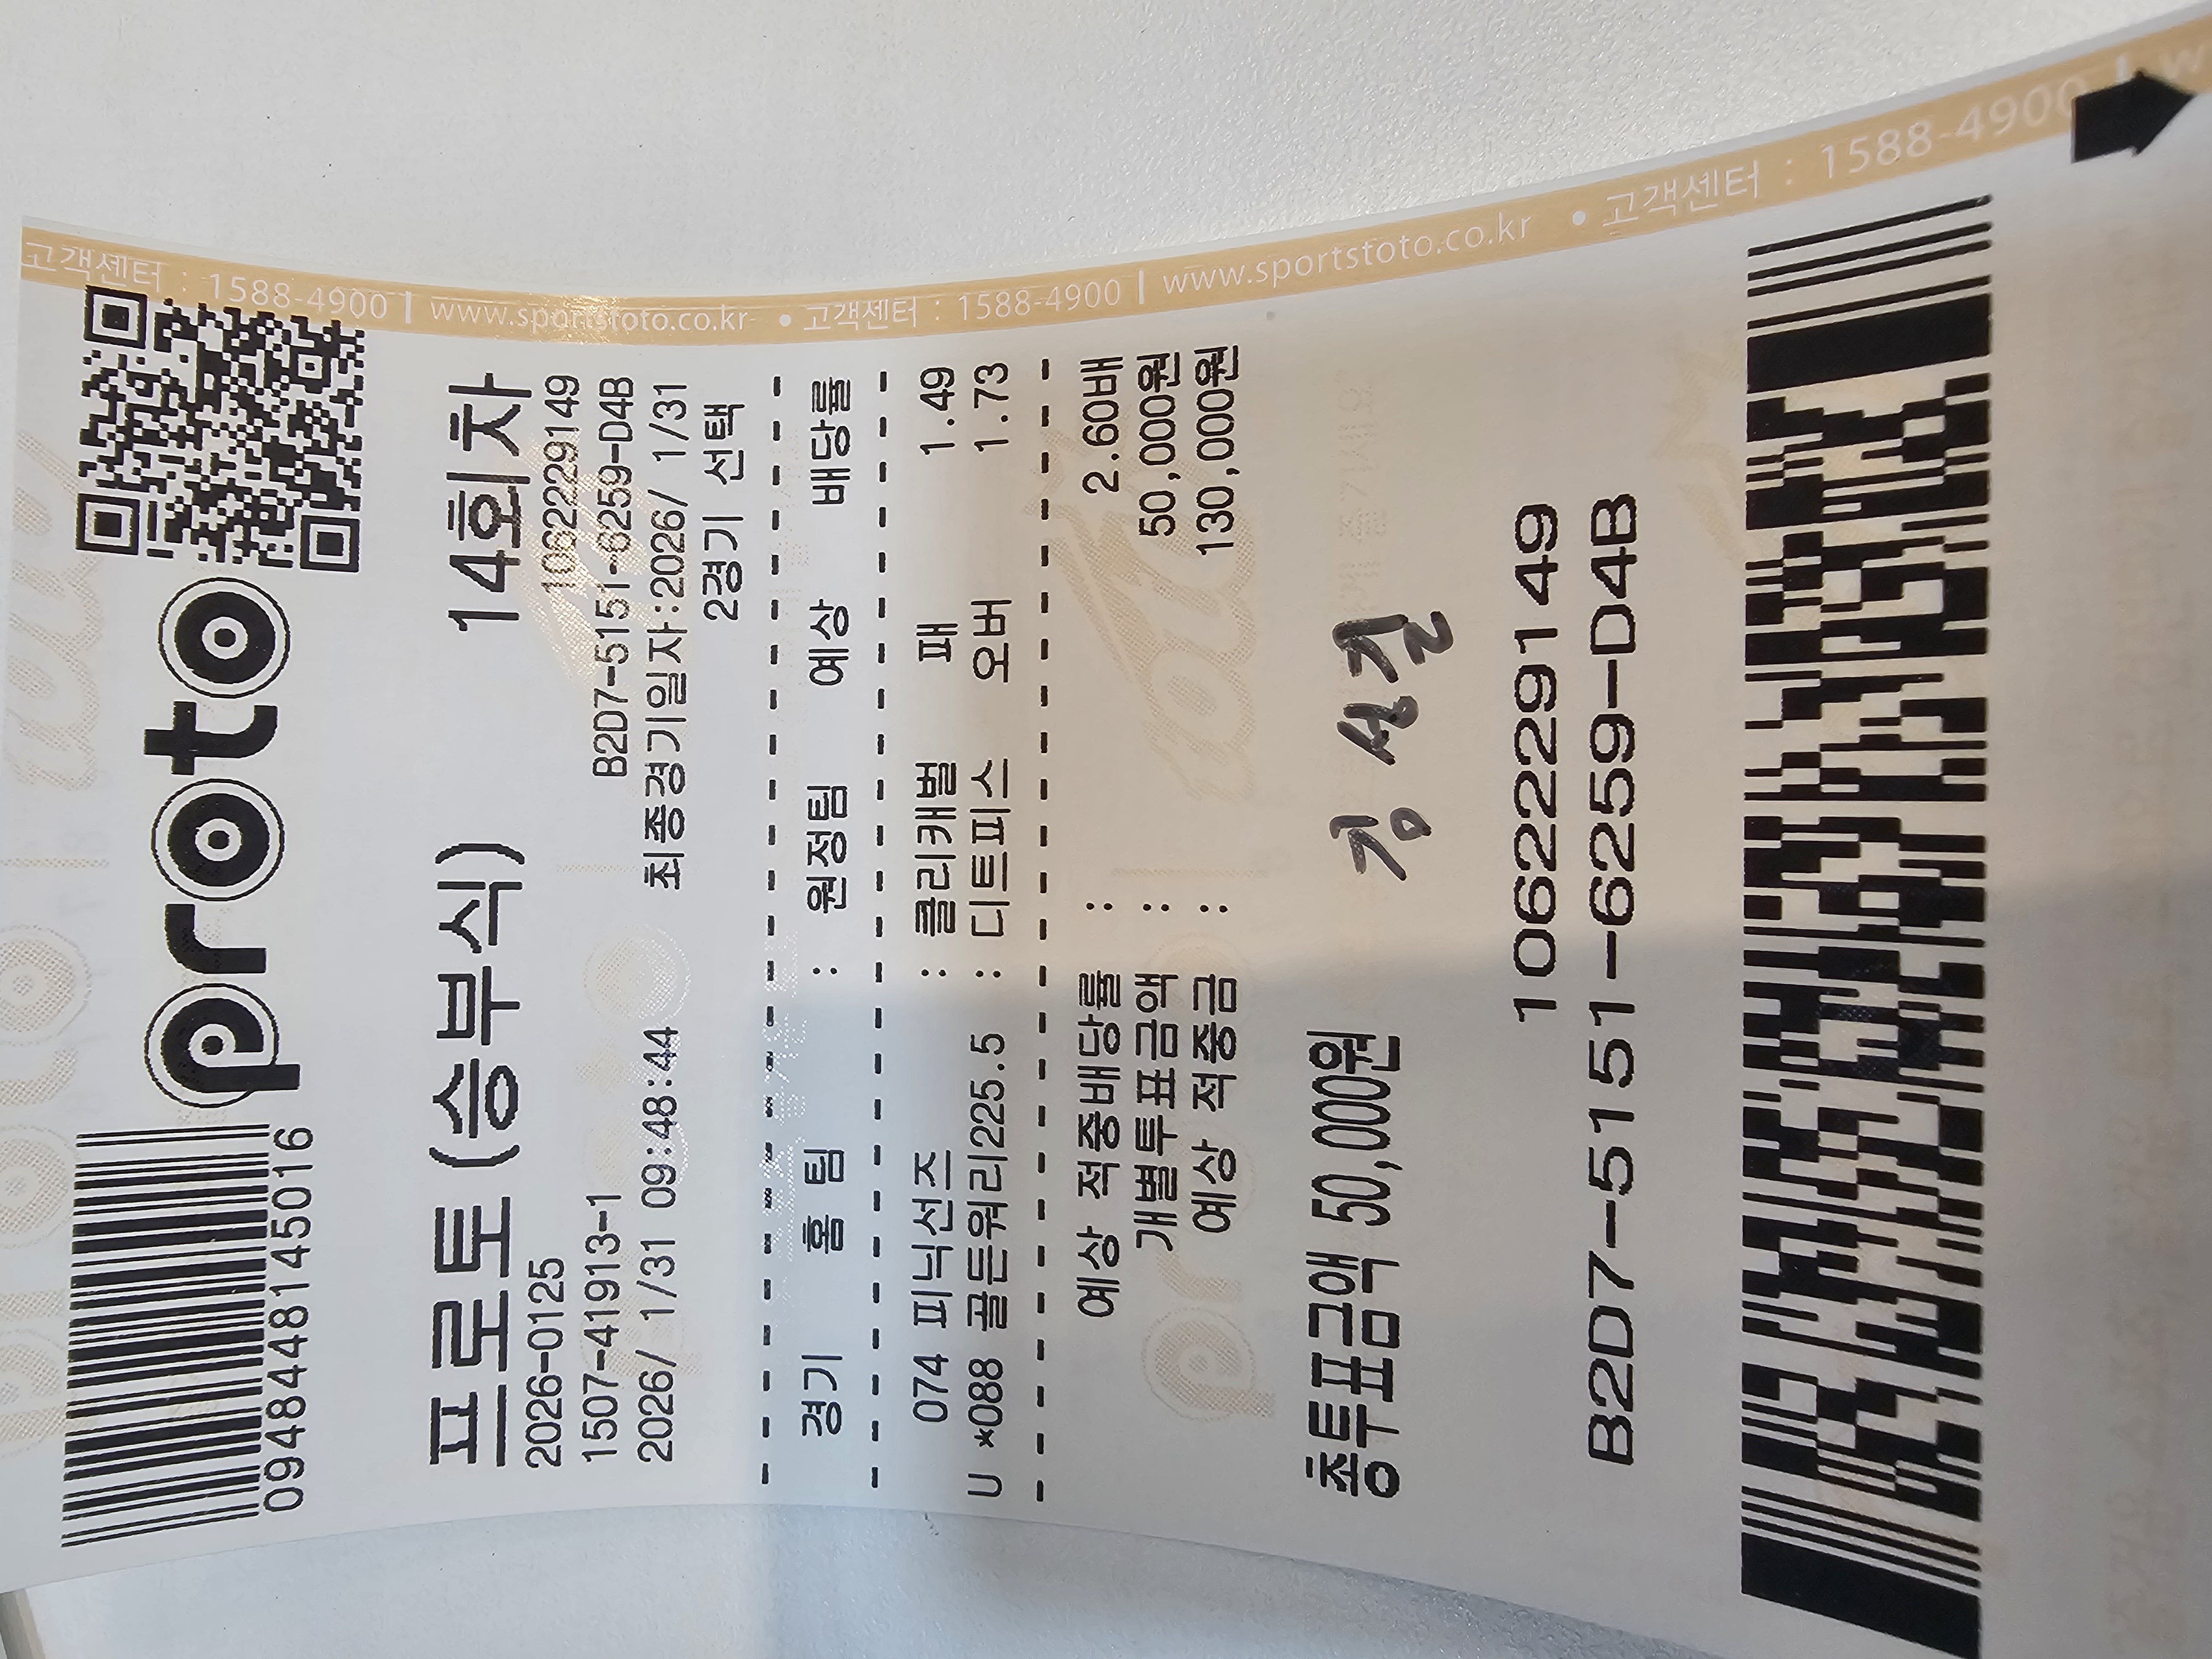 고객센터 : 1588-4900 | www.sportstoto.co.kr • 고객센터 : 1588-4900 | www.sportstoto.co.kr • 고객센터 : 1588-4900 | w
094844814501 6
proto
프로토 (승부식) 14회차
2026-0125 1062229149
1507-41913-1 B2D7-5151-6259-D4B
2026/ 1/31 09:48:44 최종경기일자:2026/ 1/31
2경기 선택
경기 홈 팀 : 원정팀 예상 배당률
074 피닉선즈 : 클리캐벌 패 1.49
U *088 골든워리225.5 : 디트피스 오버 1.73
예상 적중배당률 : 2.60배
개별투표금액 : 50,000원
예상 적중금 : 130,000원
총투표금액 50,000원
1062229149
B2D7-5151-6259-D4B